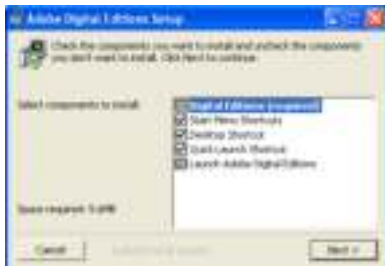 Adobe Digital Editions Setup
Check the components you want to install and uncheck the components
you don't want to install. Click Next to continue.
Select components to install:
Digital Editions (required)
Start Menu Shortcuts
Desktop Shortcut
Quick Launch Shortcut
Launch Adobe Digital Editions
Space required:
Cancel
Next >